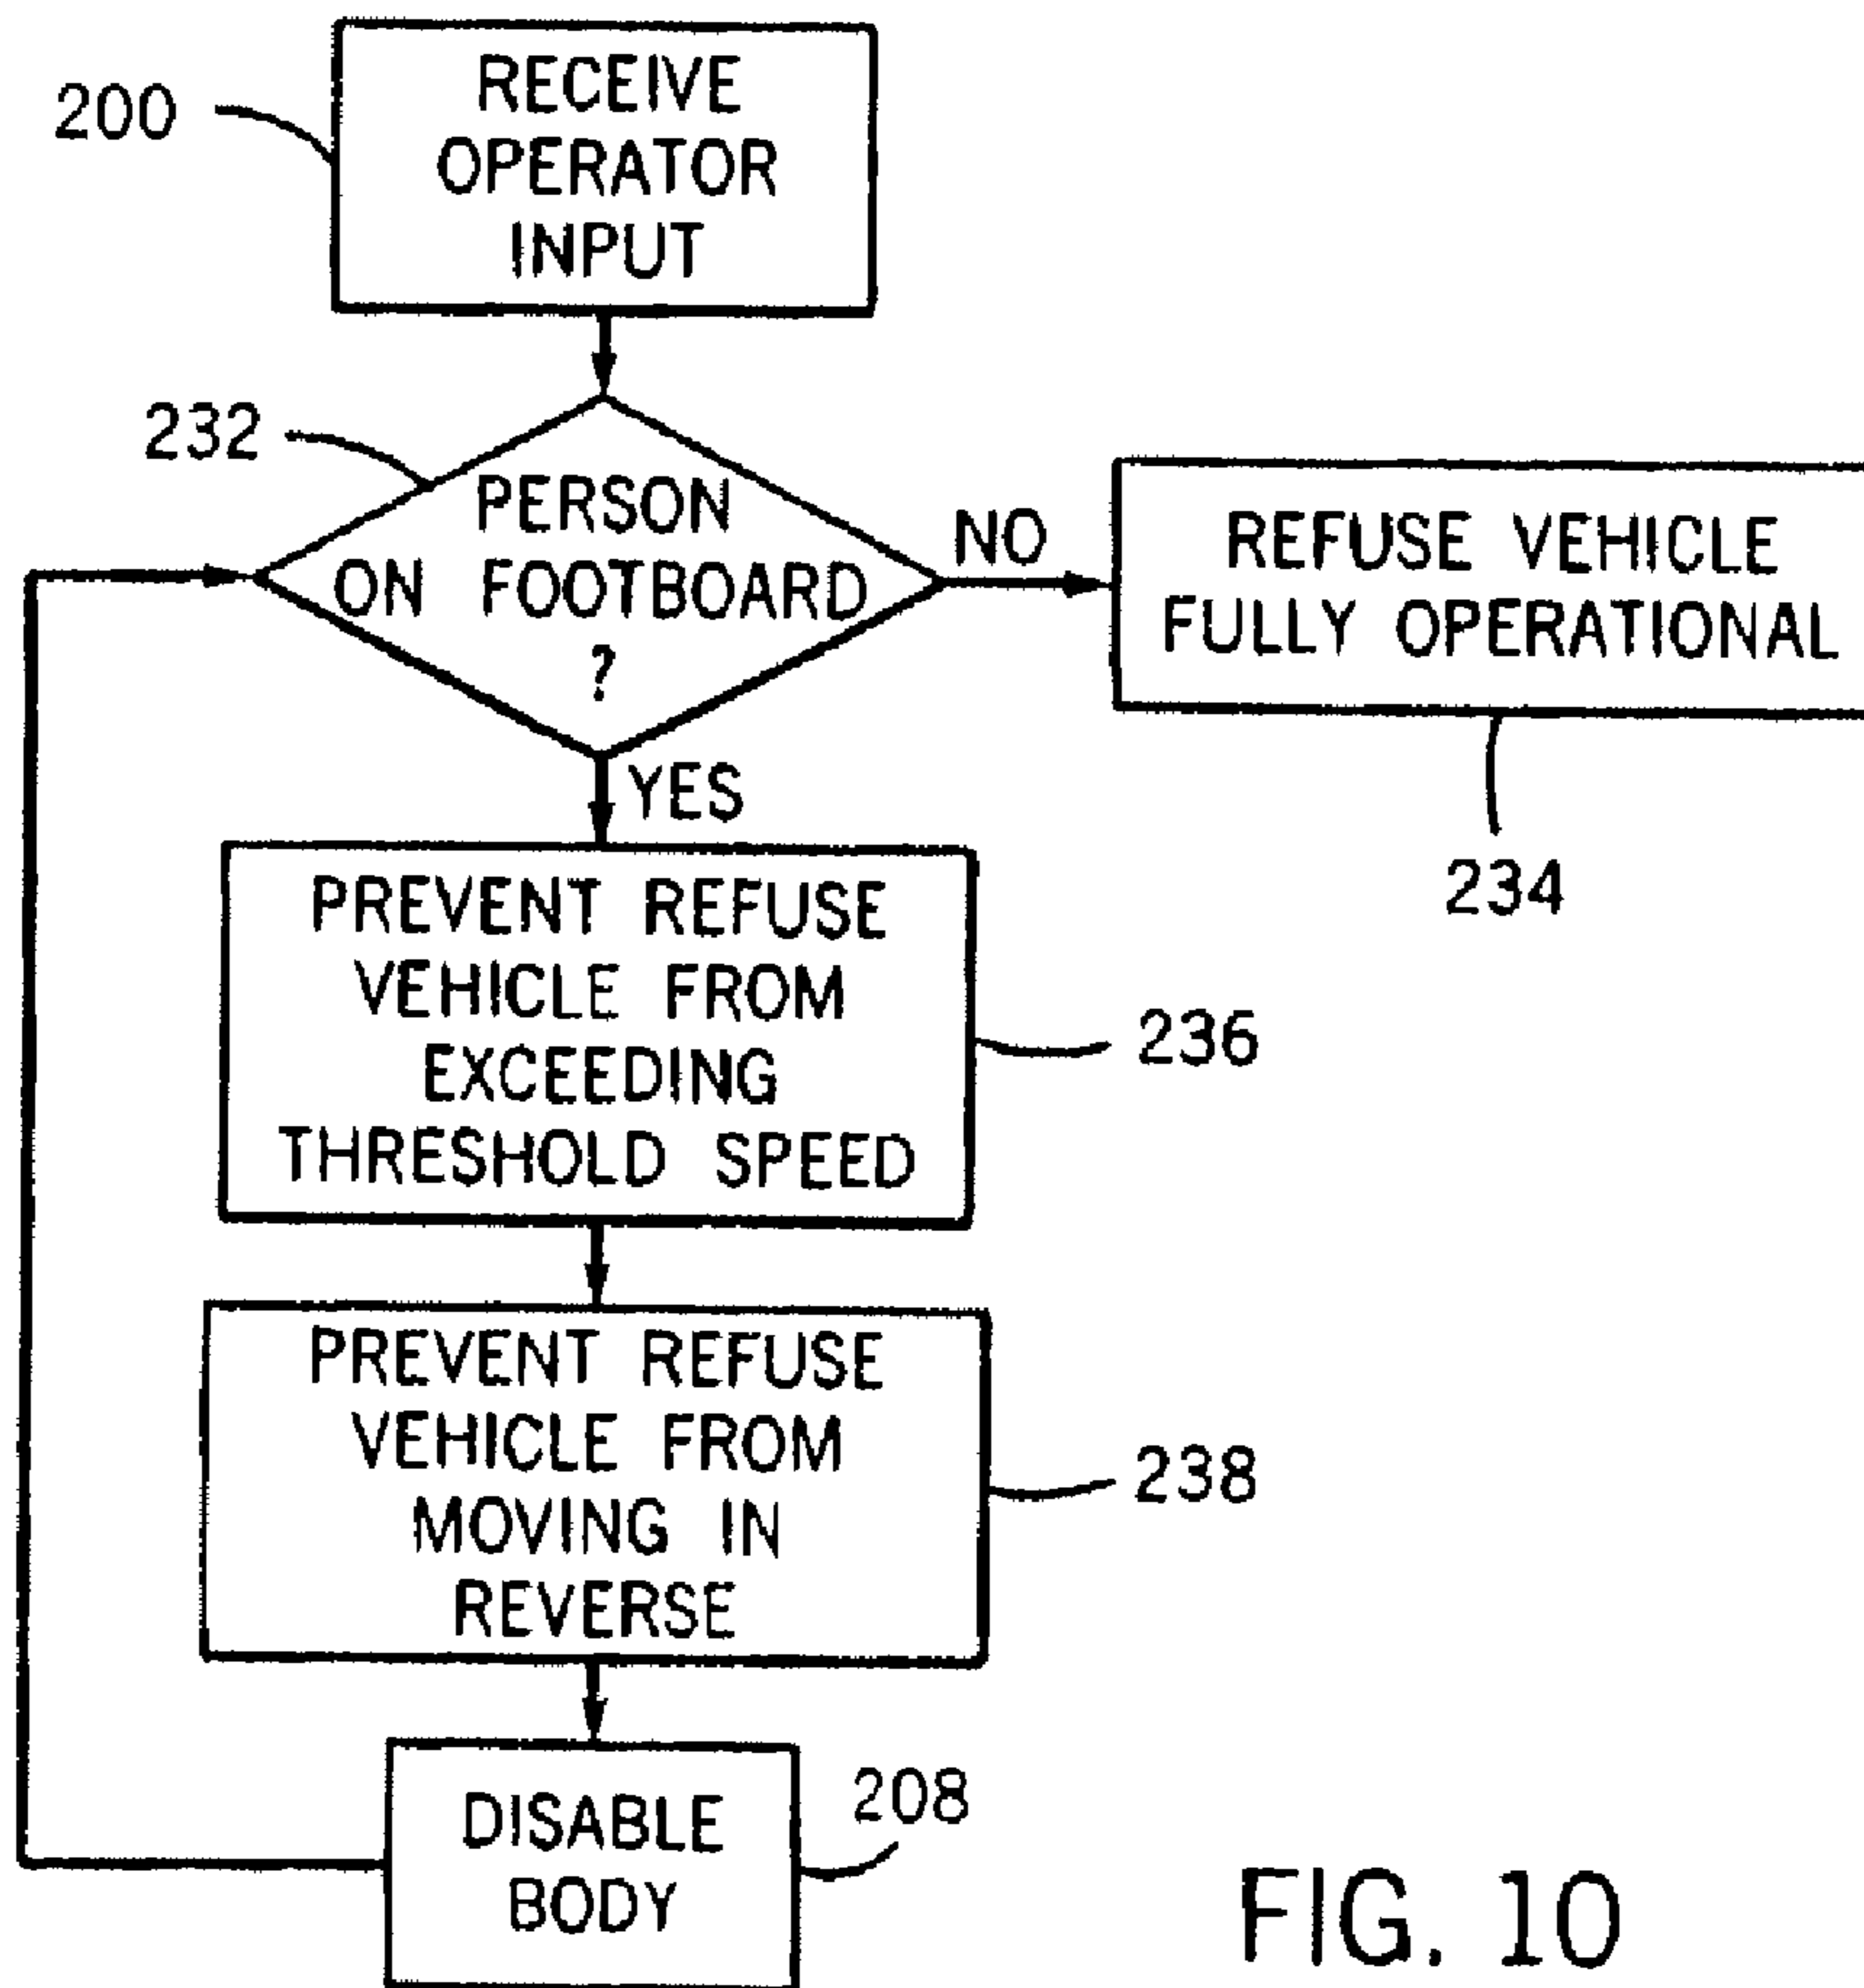 200
RECEIVE
OPERATOR
INPUT
232
PERSON
ON FOOTBOARD
?
NO
REFUSE VEHICLE
FULLY OPERATIONAL
234
YES
PREVENT REFUSE
VEHICLE FROM
EXCEEDING
THRESHOLD SPEED
236
PREVENT REFUSE
VEHICLE FROM
MOVING IN
REVERSE
238
DISABLE
BODY
208
FIG. 10